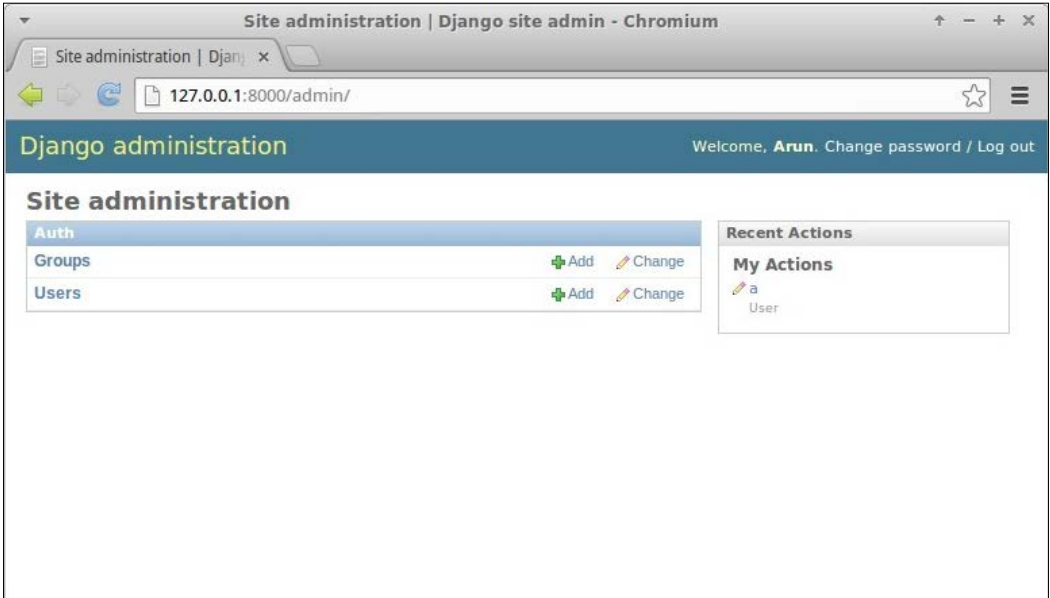 Site administration | Django site admin - Chromium
Site administration | Djan
127.0.0.1:8000/admin/
Django administration
Welcome, Arun. Change password / Log out
Site administration
Auth
Groups Add Change
Users Add Change
Recent Actions
My Actions
a
User